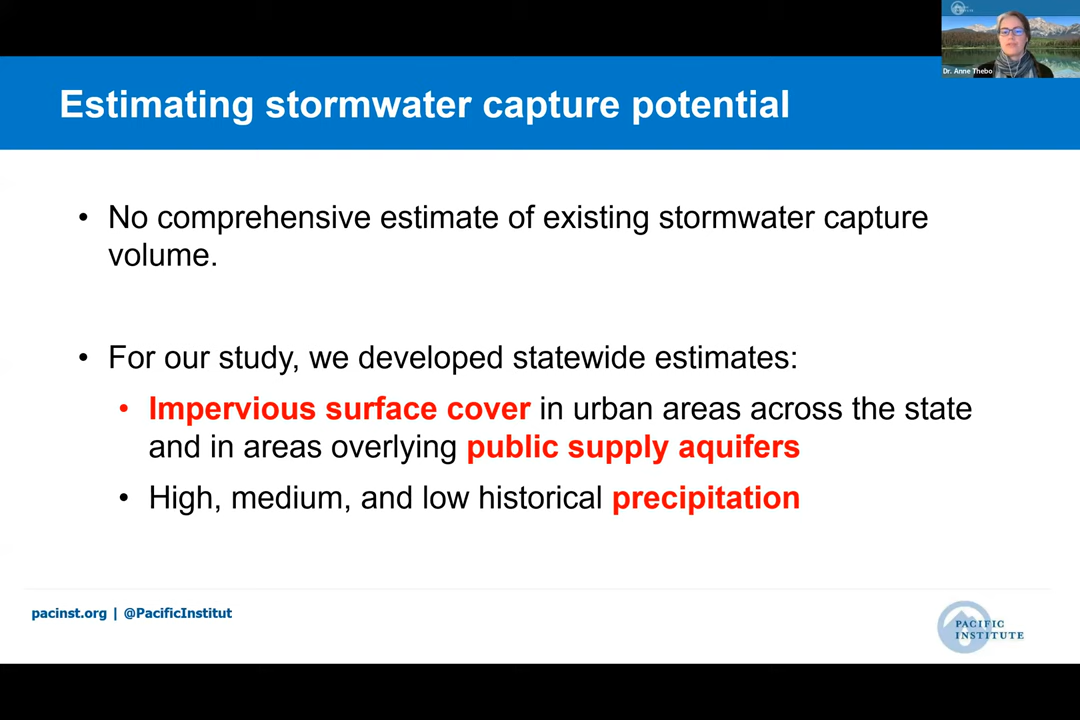 Dr. Anne Thebo
Estimating stormwater capture potential
• No comprehensive estimate of existing stormwater capture
volume.
• For our study, we developed statewide estimates:
• Impervious surface cover in urban areas across the state
and in areas overlying public supply aquifers
• High, medium, and low historical precipitation
pacinst.org | @PacificInstitut
PACIFIC
INSTITUTE